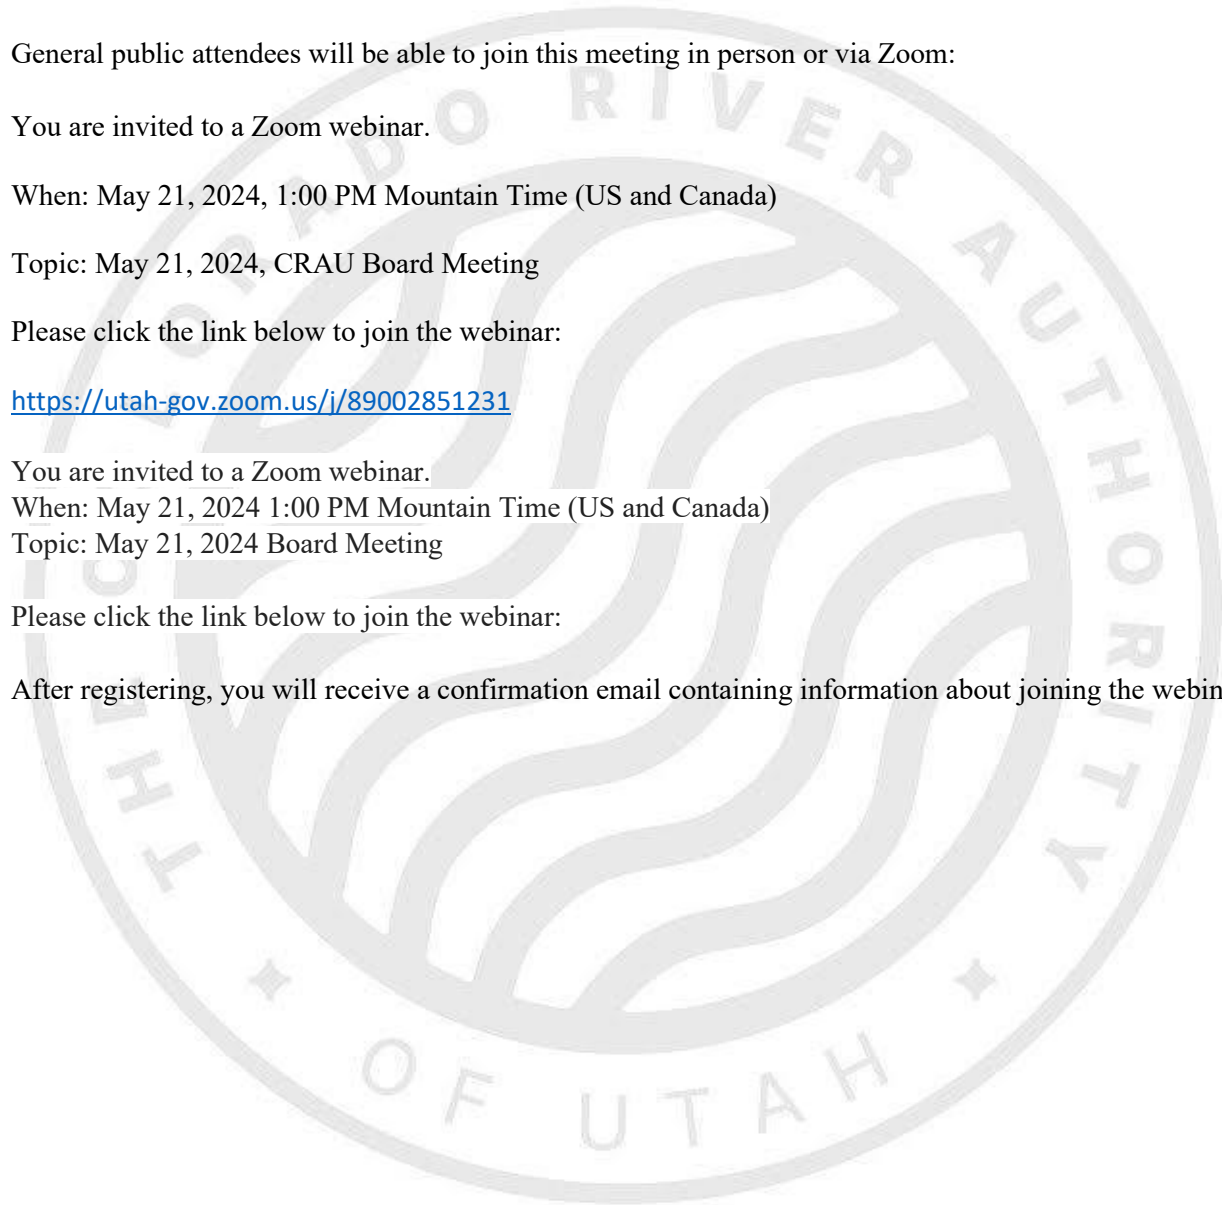 General public attendees will be able to join this meeting in person or via Zoom:
You are invited to a Zoom webinar.
When: May 21, 2024, 1:00 PM Mountain Time (US and Canada)
Topic: May 21, 2024, CRAU Board Meeting
Please click the link below to join the webinar:
https://utah-gov.zoom.us/j/89002851231
You are invited to a Zoom webinar.
When: May 21, 2024 1:00 PM Mountain Time (US and Canada)
Topic: May 21, 2024 Board Meeting
Please click the link below to join the webinar:
After registering, you will receive a confirmation email containing information about joining the webin
THE COLORADO RIVER AUTHORITY
OF UTAH